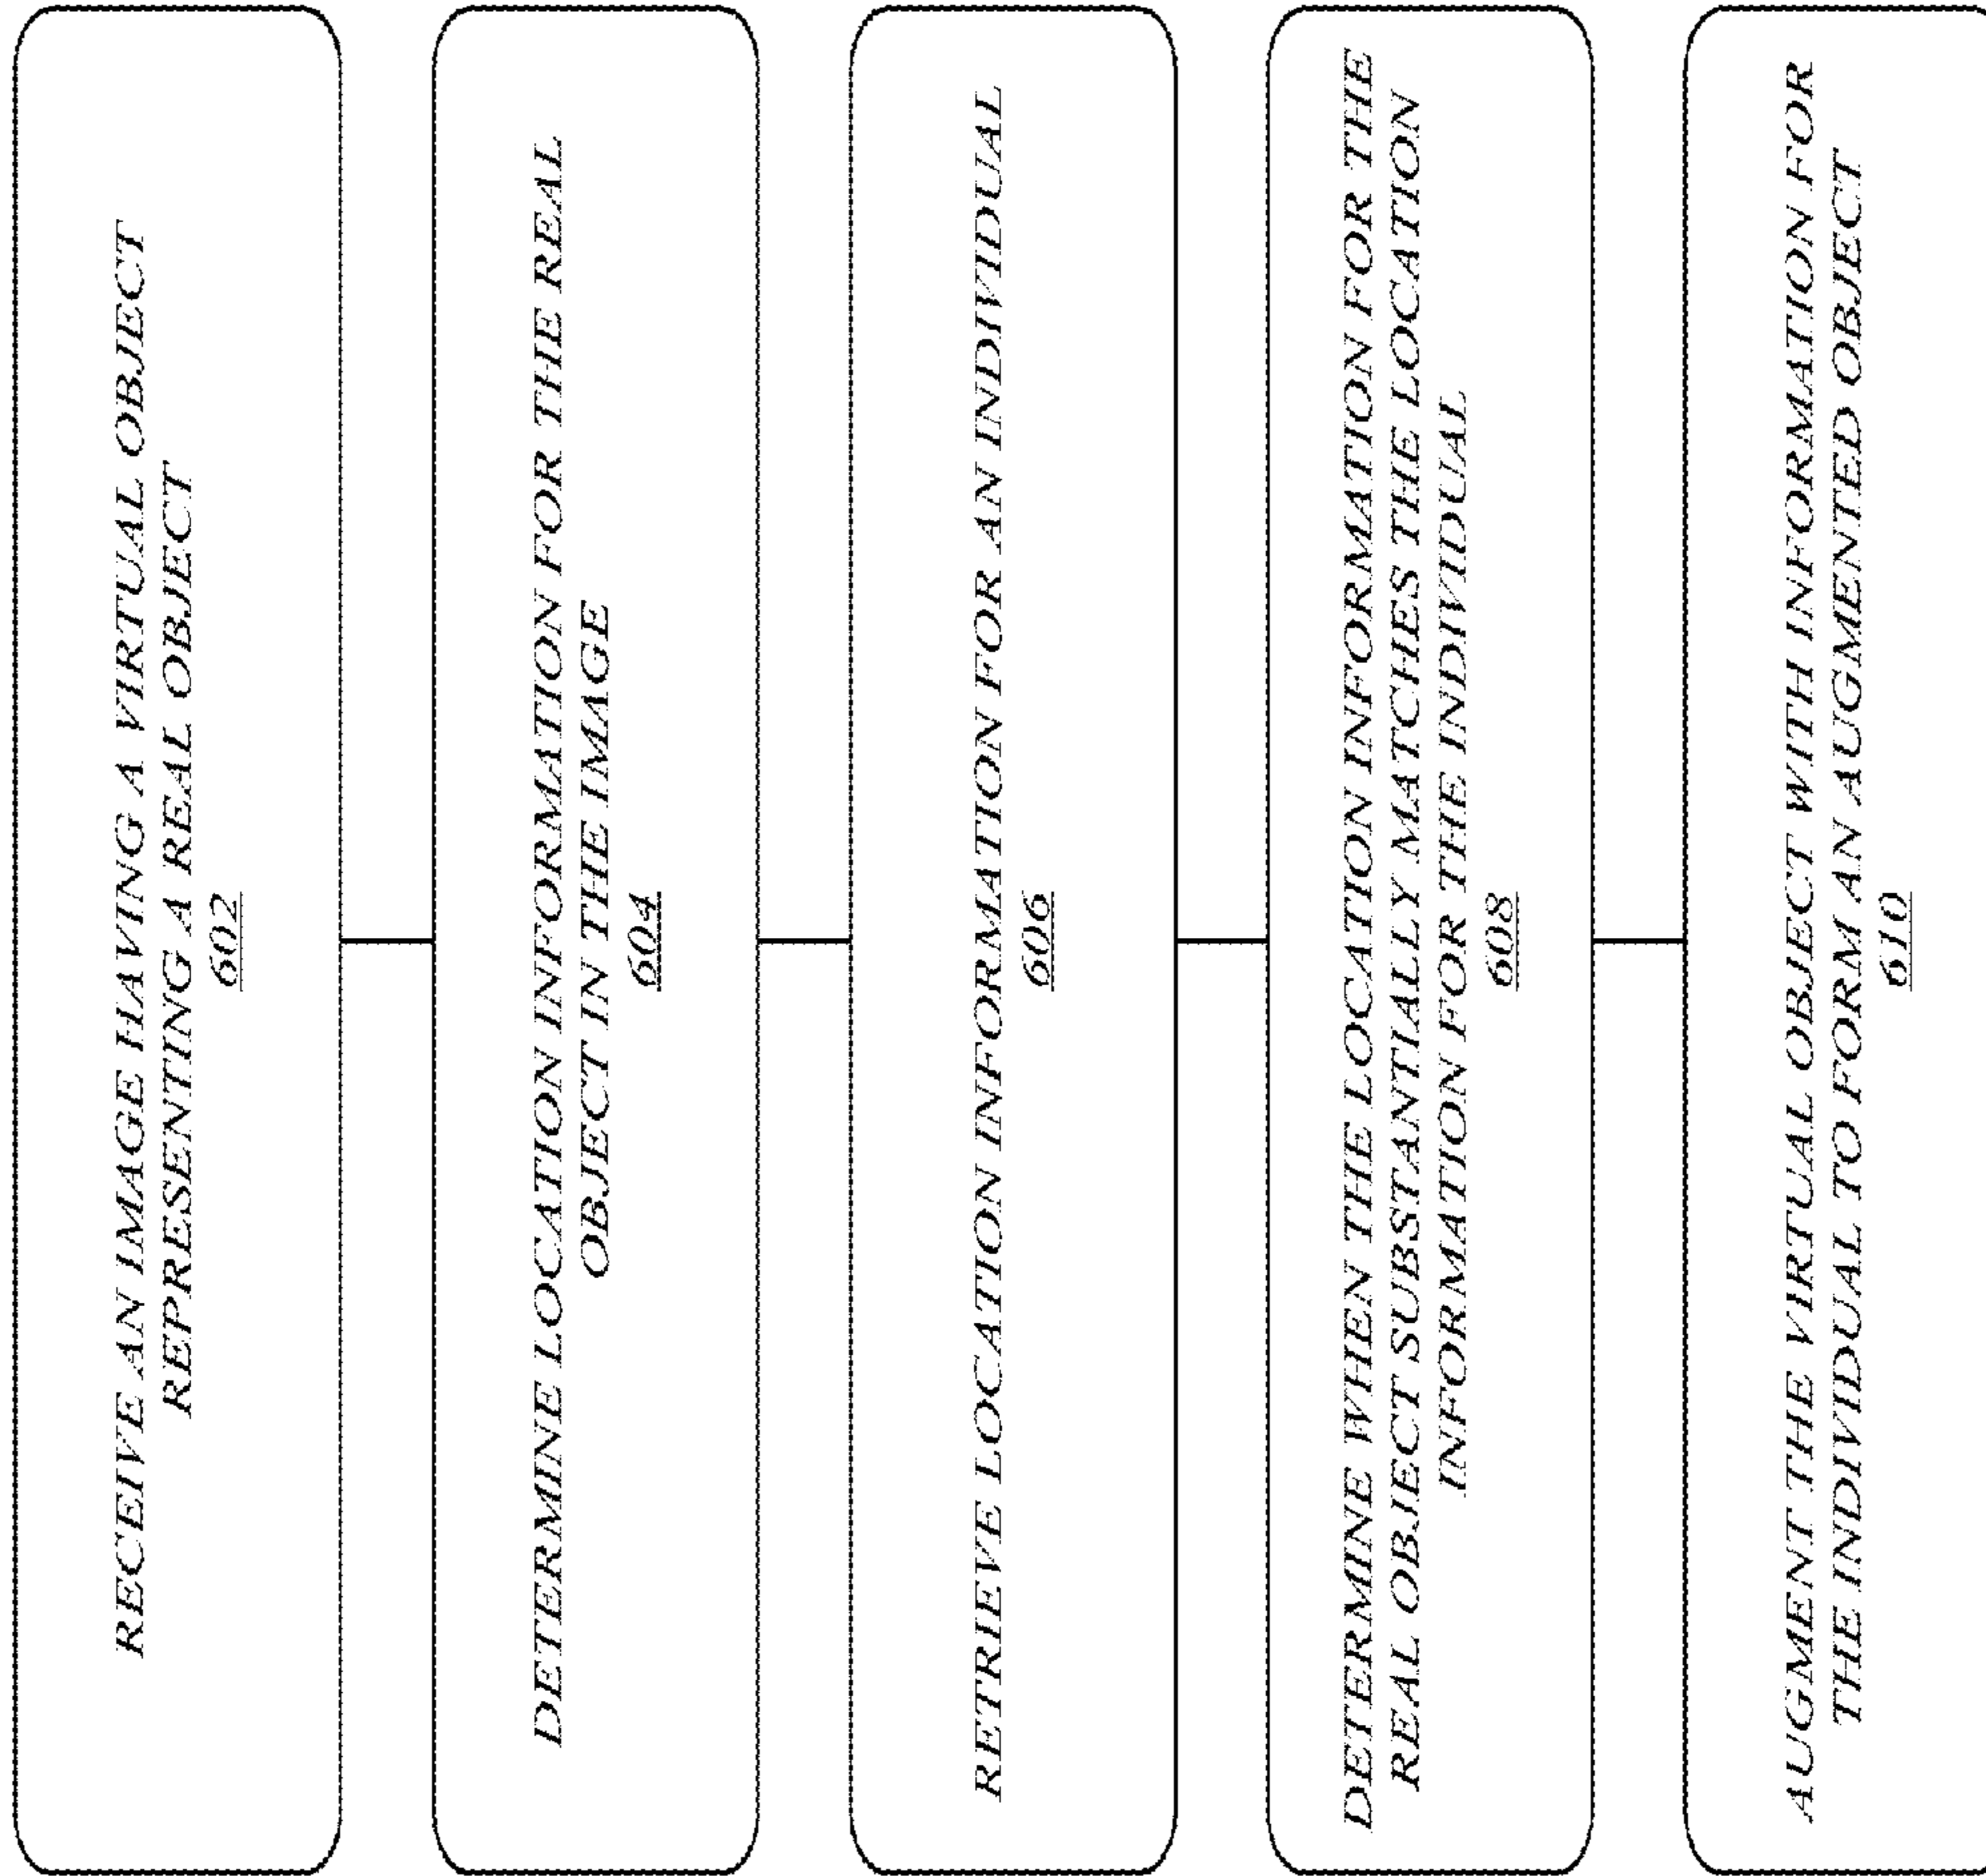 RECEIVE AN IMAGE HAVING A VIRTUAL OBJECT
REPRESENTING A REAL OBJECT
602
DETERMINE LOCATION INFORMATION FOR THE REAL
OBJECT IN THE IMAGE
604
RETRIEVE LOCATION INFORMATION FOR AN INDIVIDUAL
606
DETERMINE WHEN THE LOCATION INFORMATION FOR THE
REAL OBJECT SUBSTANTIALLY MATCHES THE LOCATION
INFORMATION FOR THE INDIVIDUAL
608
AUGMENT THE VIRTUAL OBJECT WITH INFORMATION FOR
THE INDIVIDUAL TO FORM AN AUGMENTED OBJECT
610